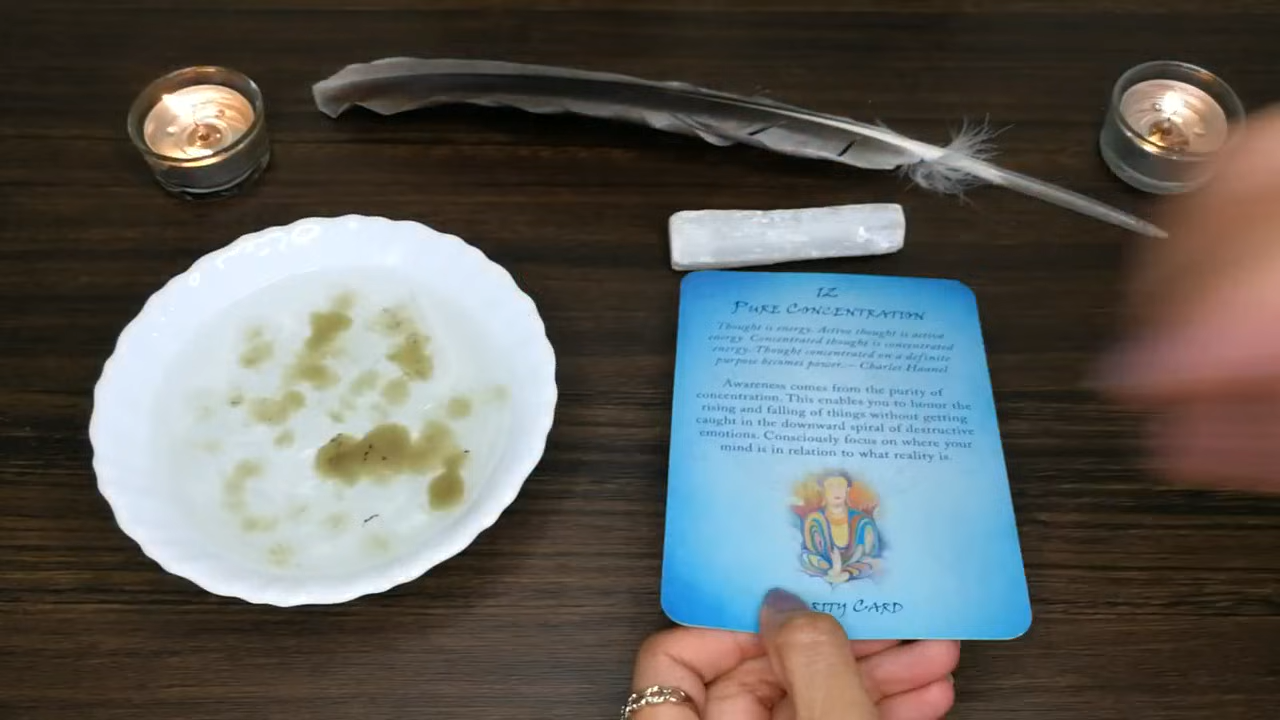 12
PURE CONCENTRATION
Thought is energy. Active thought is active
energy. Concentrated thought is concentrated
energy. Thought concentrated on a definite
purpose becomes power.— Charles Haanel
Awareness comes from the purity of
concentration. This enables you to honor the
rising and falling of things without getting
caught in the downward spiral of destructive
emotions. Consciously focus on where your
mind is in relation to what reality is.
RITY CARD